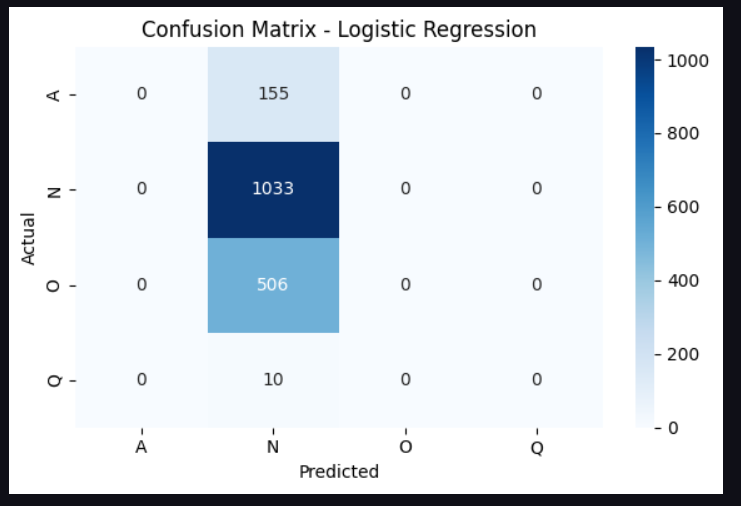 Confusion Matrix - Logistic Regression
1000
A 0 155 0 0
800
N 0 1033 0 0
600
Actual
O 0 506 0 0
400
200
Q 0 10 0 0
0
A N O Q
Predicted